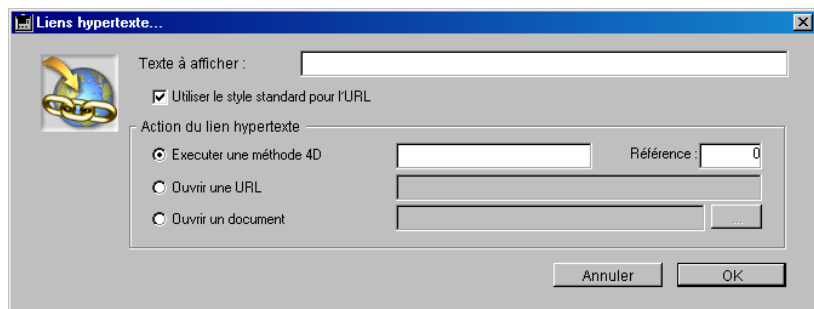 Liens hypertexte...
Texte à afficher :
Utiliser le style standard pour l'URL
Action du lien hypertexte
Executer une méthode 4D
Référence : 0
Ouvrir une URL
Ouvrir un document
...
Annuler
OK